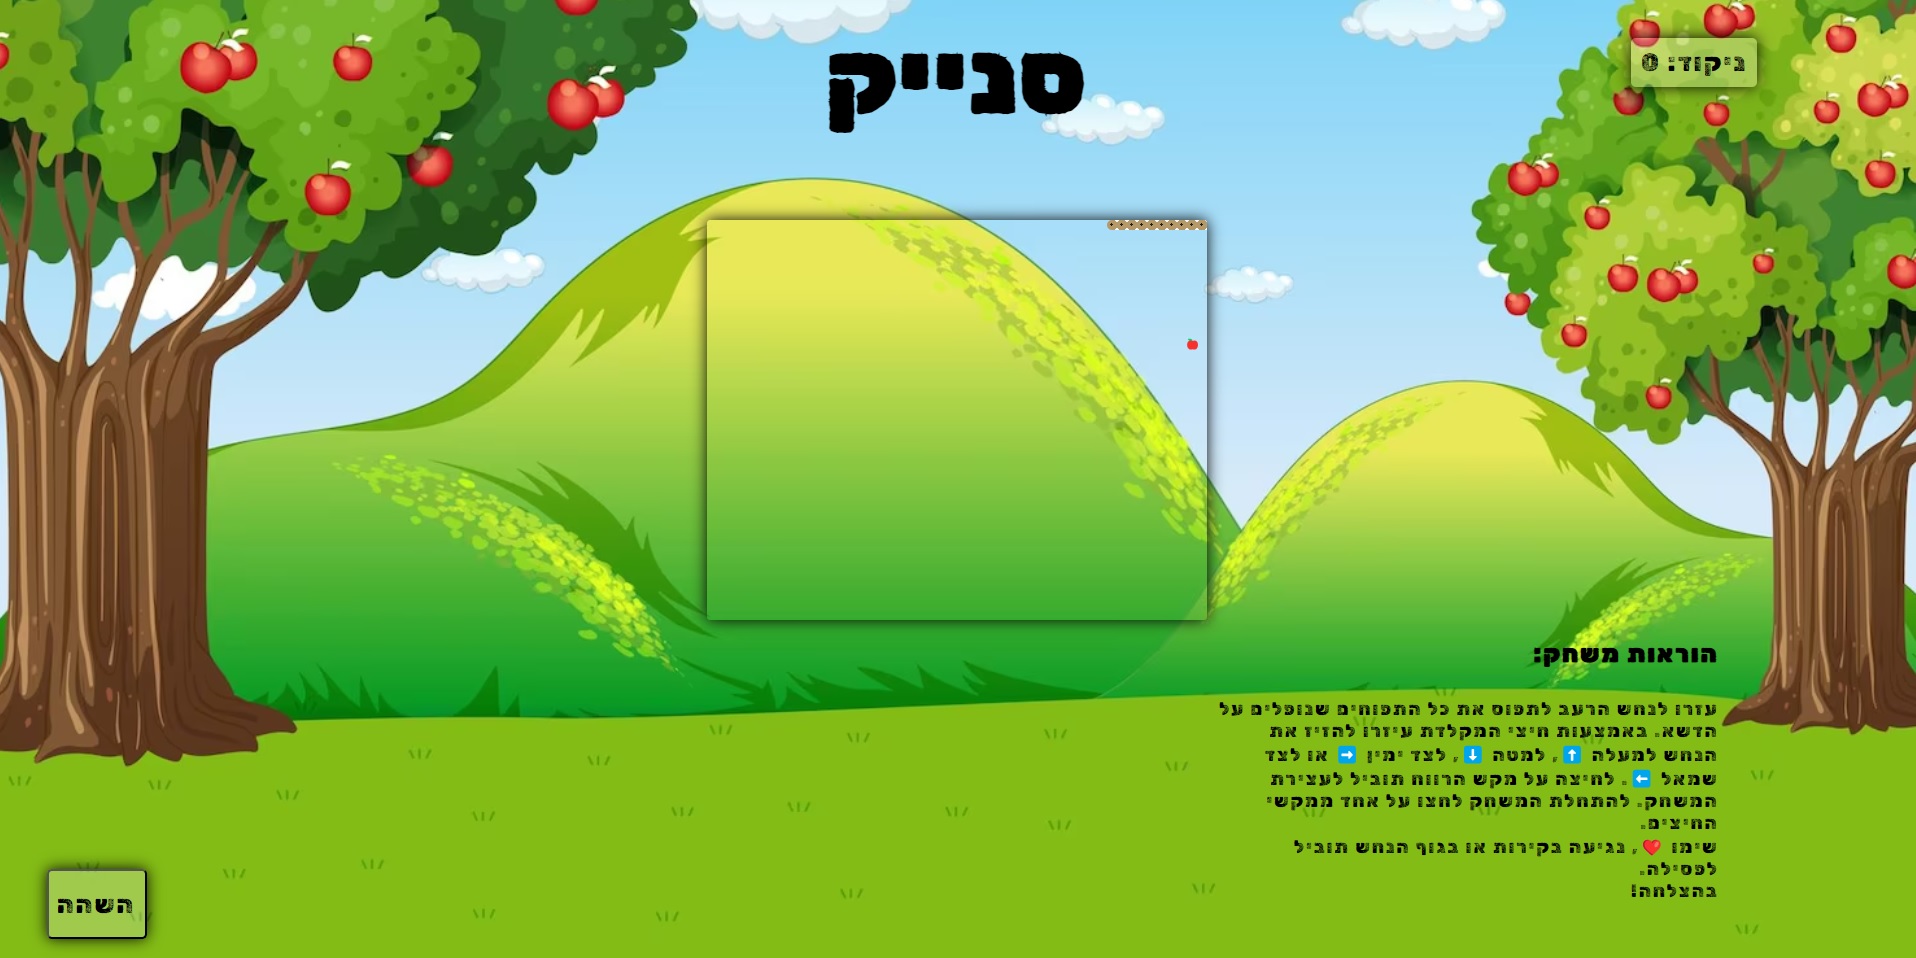 סנייק
ניקוד: 0
הוראות משחק:
עזרו לנחש הרעב לתפוס את כל התפוחים שנופלים על
הדשא. באמצעות חיצי המקלדת עיזרו להזיז את
הנחש למעלה ⬆️, למטה ⬇️, לצד ימין ➡️ או לצד
שמאל ⬅️. לחיצה על מקש הרווח תוביל לעצירת
המשחק. להתחלת המשחק לחצו על אחד ממקשי
החיצים.
שימו ❤️, נגיעה בקירות או בגוף הנחש תוביל
לפסילה.
בהצלחה!
השהה